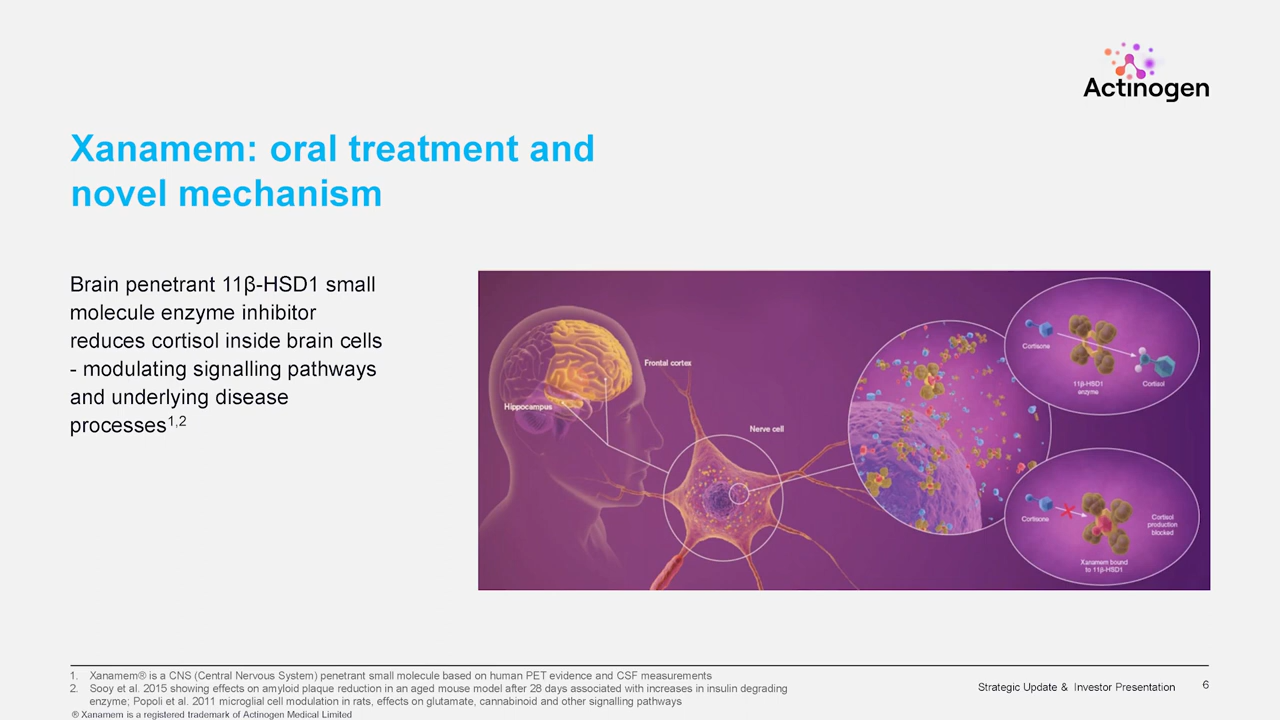 Actinogen
Xanamem: oral treatment and
novel mechanism
Brain penetrant 11β-HSD1 small
molecule enzyme inhibitor
reduces cortisol inside brain cells
- modulating signalling pathways
and underlying disease
processes1,2
Frontal cortex
Hippocampus
Nerve cell
Cortisone
11β-HSD1
enzyme
Cortisol
Cortisone
Cortisol
production
blocked
Xanamem bound
to 11β-HSD1
1. Xanamem® is a CNS (Central Nervous System) penetrant small molecule based on human PET evidence and CSF measurements
2. Sooy et al. 2015 showing effects on amyloid plaque reduction in an aged mouse model after 28 days associated with increases in insulin degrading
enzyme; Popoli et al. 2011 microglial cell modulation in rats, effects on glutamate, cannabinoid and other signalling pathways
® Xanamem is a registered trademark of Actinogen Medical Limited
Strategic Update & Investor Presentation 6